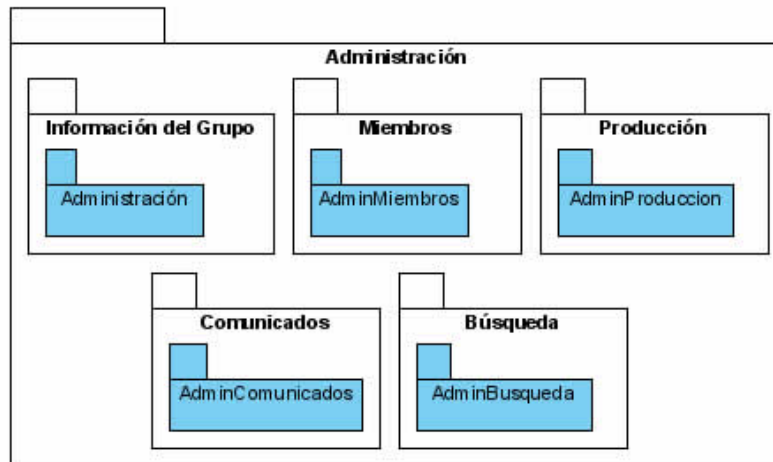 Administración
Información del Grupo
Miembros
Producción
Administración
AdminMiembros
AdminProduccion
Comunicados
Búsqueda
AdminComunicados
AdminBusqueda